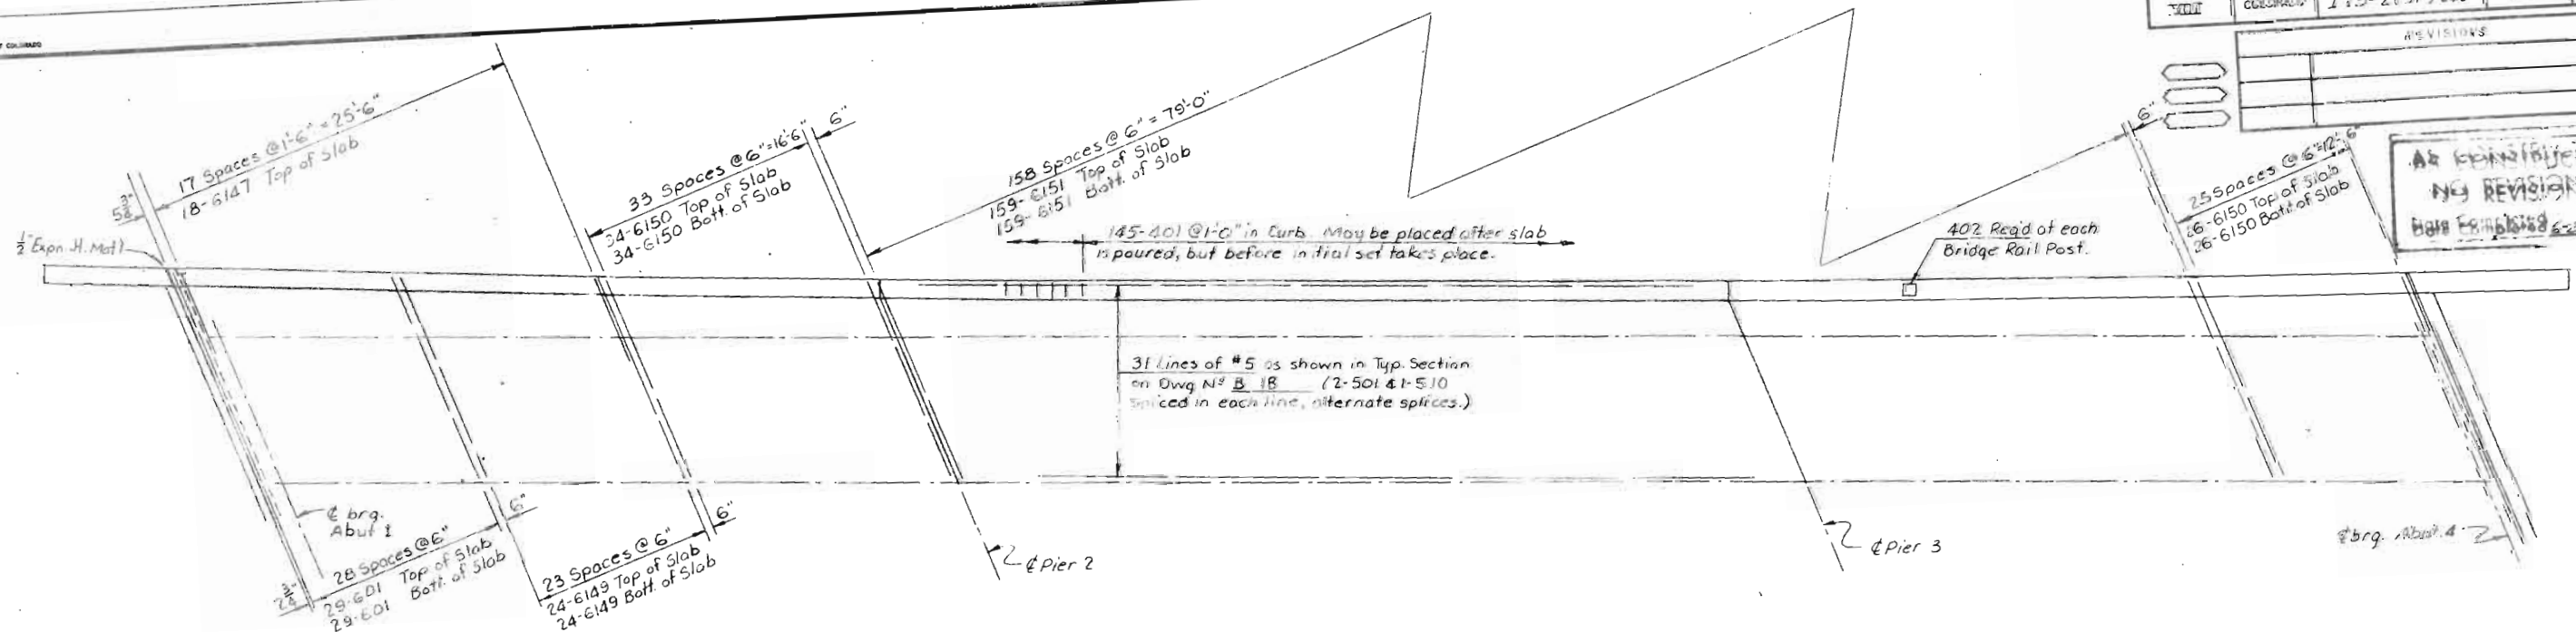 COLORADO
REVISIONS
17 Spaces @ 1'-6" = 25'-6"
18-6147 Top of Slab
5 3/4"
33 Spaces @ 6" = 16'-6"
34-6150 Top of Slab
34-6150 Bott. of Slab
6"
158 Spaces @ 6" = 79'-0"
159-6151 Top of Slab
159-6151 Bott. of Slab
6"
25 Spaces @ 6" = 12'-6"
26-6150 Top of Slab
26-6150 Bott. of Slab
NO REVISION
1/2" Expn. Jt. Mat'l
145-401 @ 1'-0" in Curb. May be placed after slab
is poured, but before initial set takes place.
402 Req'd at each
Bridge Rail Post.
31 Lines of #5 as shown in Typ. Section
on Dwg Nº B 1B (2-501 & 1-510
Spliced in each line, alternate splices.)
℄ brg.
Abut 1
28 Spaces @ 6"
29-601 Top of Slab
29-601 Bott. of Slab
6"
23 Spaces @ 6"
24-6149 Top of Slab
24-6149 Bott. of Slab
6"
℄ Pier 2
℄ Pier 3
℄ brg. Abut. 4